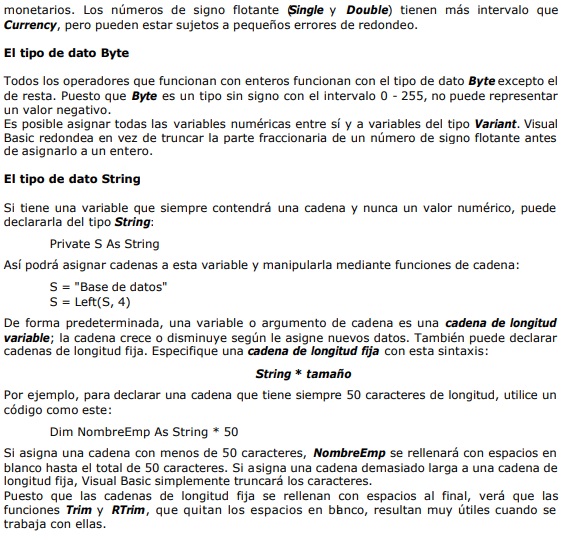 monetarios. Los números de signo flotante (Single y Double) tienen más intervalo que
Currency, pero pueden estar sujetos a pequeños errores de redondeo.
El tipo de dato Byte
Todos los operadores que funcionan con enteros funcionan con el tipo de dato Byte excepto el
de resta. Puesto que Byte es un tipo sin signo con el intervalo 0 - 255, no puede representar
un valor negativo.
Es posible asignar todas las variables numéricas entre sí y a variables del tipo Variant. Visual
Basic redondea en vez de truncar la parte fraccionaria de un número de signo flotante antes
de asignarlo a un entero.
El tipo de dato String
Si tiene una variable que siempre contendrá una cadena y nunca un valor numérico, puede
declararla del tipo String:
Private S As String
Así podrá asignar cadenas a esta variable y manipularla mediante funciones de cadena:
S = "Base de datos"
S = Left(S, 4)
De forma predeterminada, una variable o argumento de cadena es una cadena de longitud
variable; la cadena crece o disminuye según le asigne nuevos datos. También puede declarar
cadenas de longitud fija. Especifique una cadena de longitud fija con esta sintaxis:
String * tamaño
Por ejemplo, para declarar una cadena que tiene siempre 50 caracteres de longitud, utilice un
código como este:
Dim NombreEmp As String * 50
Si asigna una cadena con menos de 50 caracteres, NombreEmp se rellenará con espacios en
blanco hasta el total de 50 caracteres. Si asigna una cadena demasiado larga a una cadena de
longitud fija, Visual Basic simplemente truncará los caracteres.
Puesto que las cadenas de longitud fija se rellenan con espacios al final, verá que las
funciones Trim y RTrim, que quitan los espacios en blanco, resultan muy útiles cuando se
trabaja con ellas.